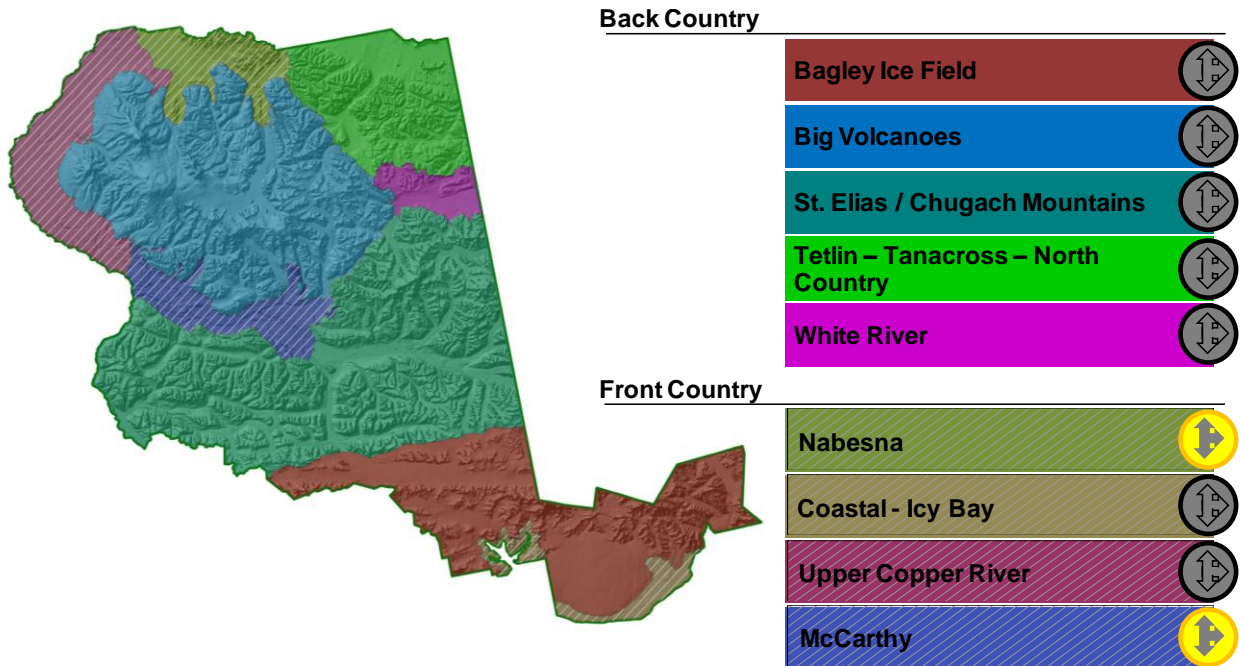 Back Country
Bagley Ice Field
Big Volcanoes
St. Elias / Chugach Mountains
Tetlin – Tanacross – North
Country
White River
Front Country
Nabesna
Coastal - Icy Bay
Upper Copper River
McCarthy